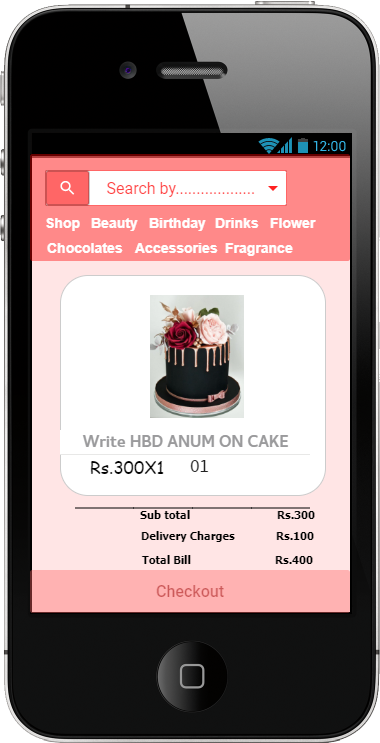 12:00
Search by...................
Shop Beauty Birthday Drinks Flower
Chocolates Accessories Fragrance
Write HBD ANUM ON CAKE
Rs.300X1 01
Sub total Rs.300
Delivery Charges Rs.100
Total Bill Rs.400
Checkout